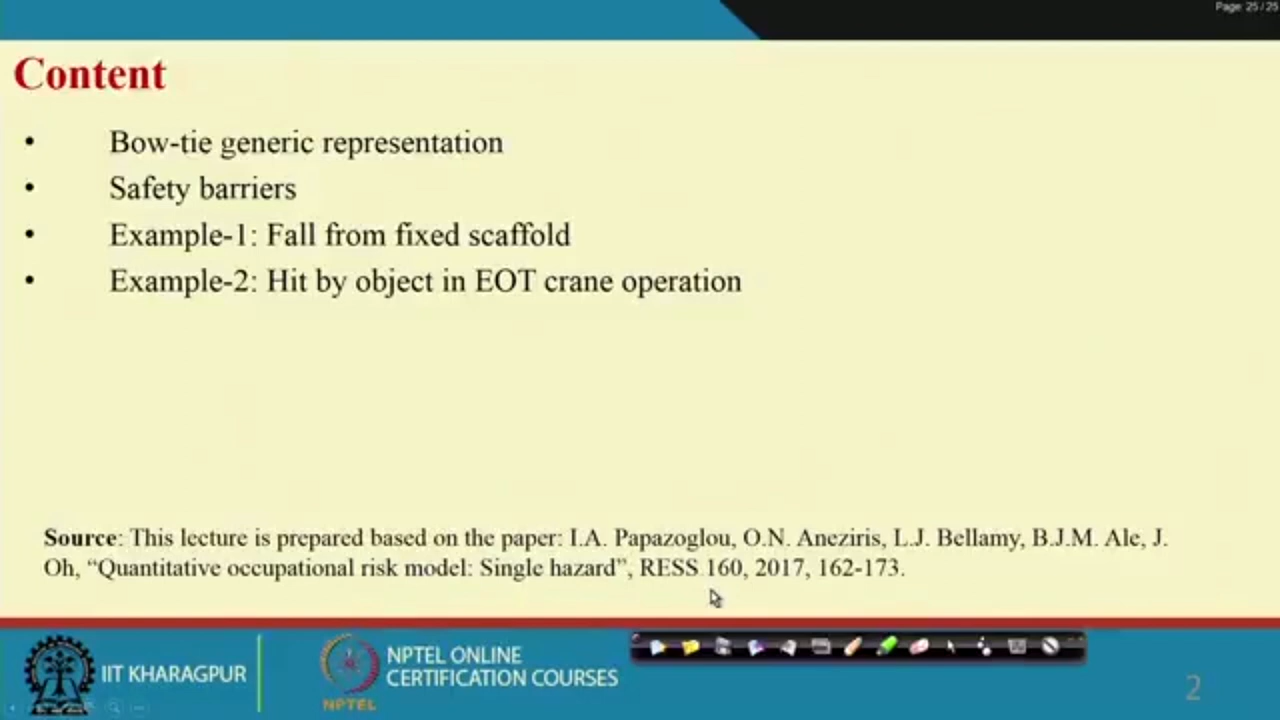 Page: 25 / 25
Content
• Bow-tie generic representation
• Safety barriers
• Example-1: Fall from fixed scaffold
• Example-2: Hit by object in EOT crane operation
Source: This lecture is prepared based on the paper: I.A. Papazoglou, O.N. Aneziris, L.J. Bellamy, B.J.M. Ale, J.
Oh, “Quantitative occupational risk model: Single hazard”, RESS 160, 2017, 162-173.
IIT KHARAGPUR
NPTEL ONLINE
CERTIFICATION COURSES
NPTEL
2